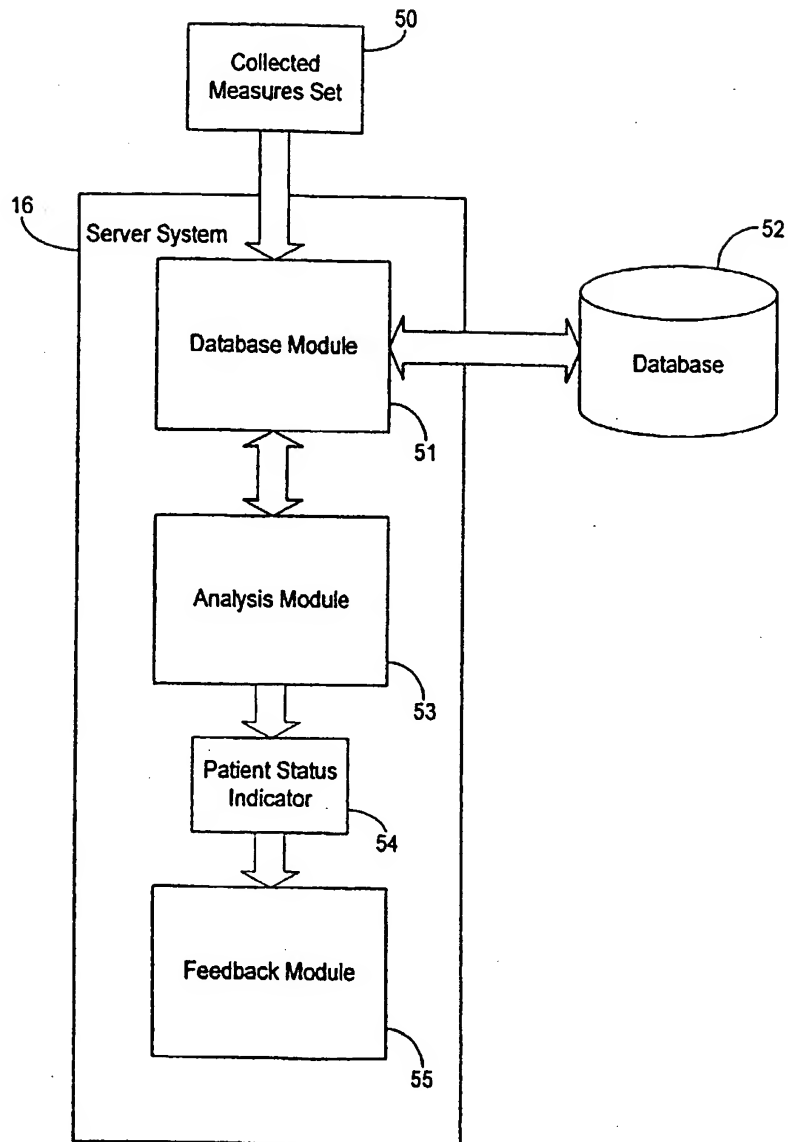 50
Collected
Measures Set
16
Server System
52
Database Module
Database
51
Analysis Module
53
Patient Status
Indicator
54
Feedback Module
55